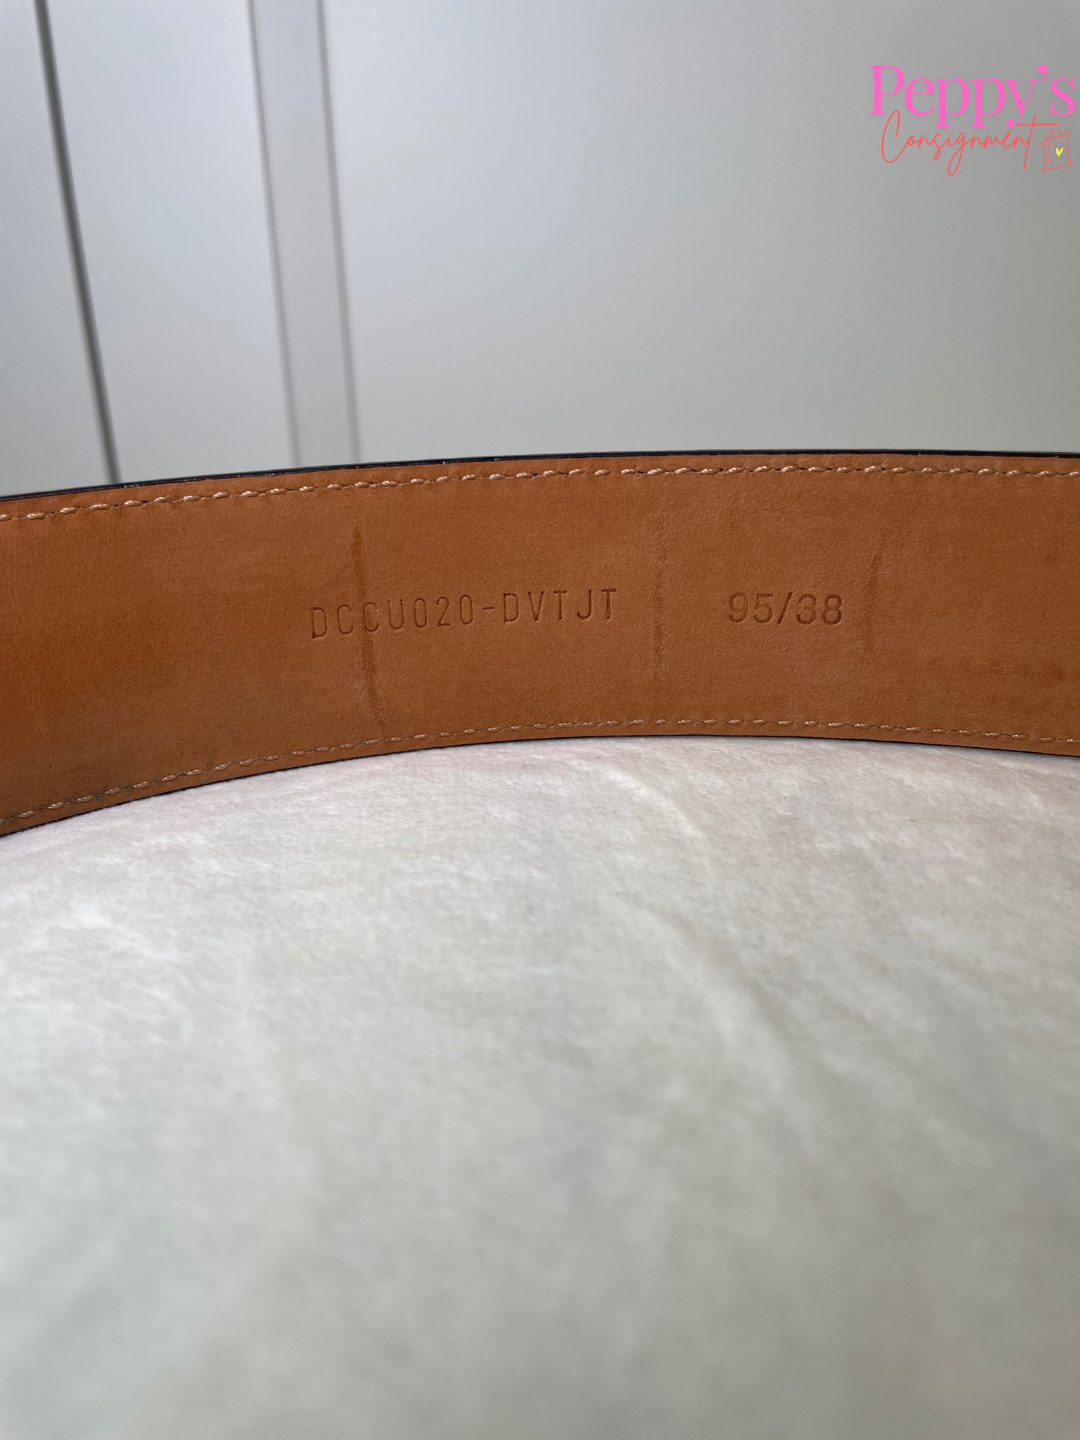 Peppy's
Consignment
DCCU020-DVTJT 95/38